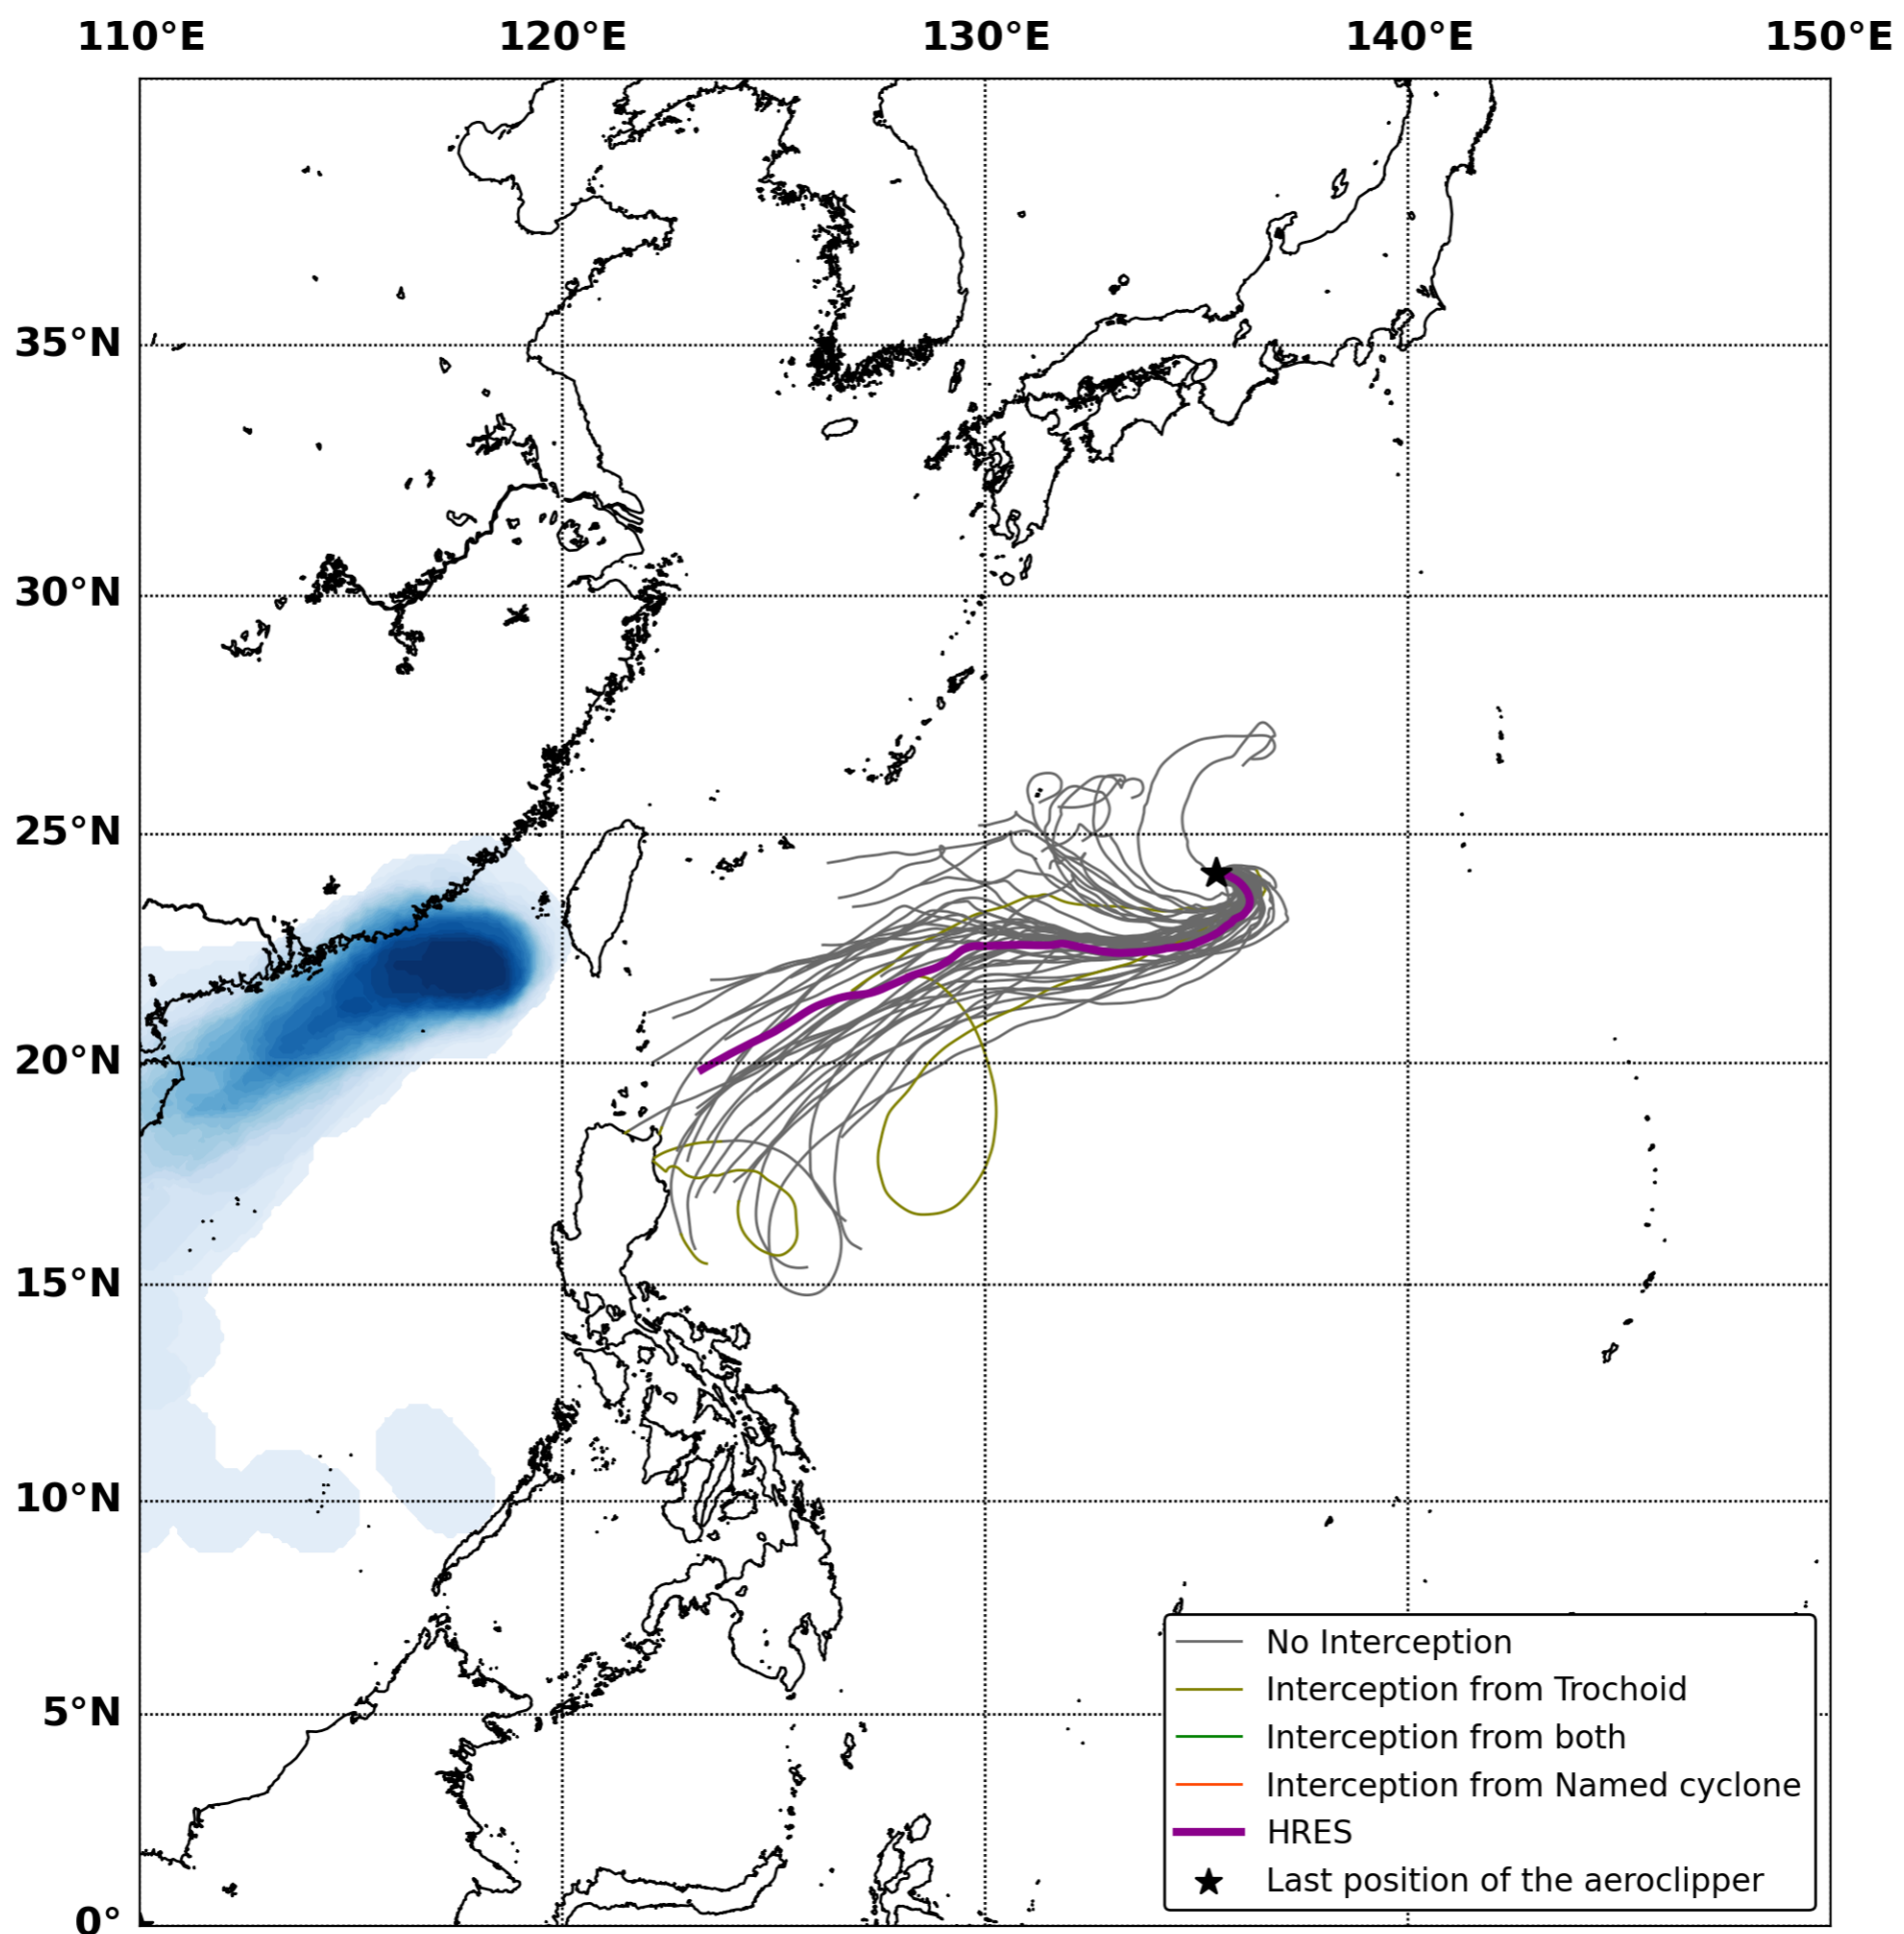 110°E 120°E 130°E 140°E 150°E
35°N
30°N
25°N
20°N
15°N
10°N
5°N
0°
No Interception
Interception from Trochoid
Interception from both
Interception from Named cyclone
HRES
Last position of the aeroclipper